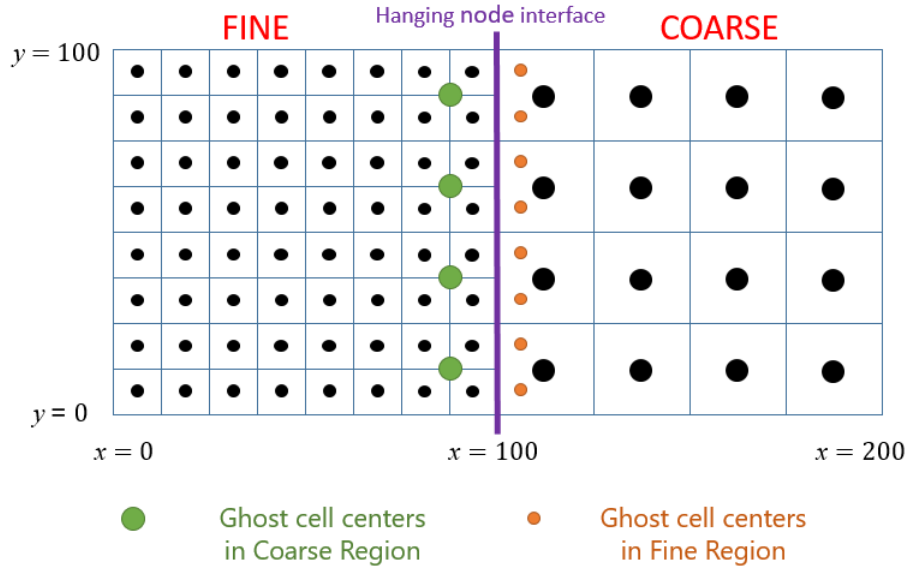 Hanging node interface
FINE
COARSE
y = 100
y = 0
x = 0
x = 100
x = 200
Ghost cell centers
in Coarse Region
Ghost cell centers
in Fine Region